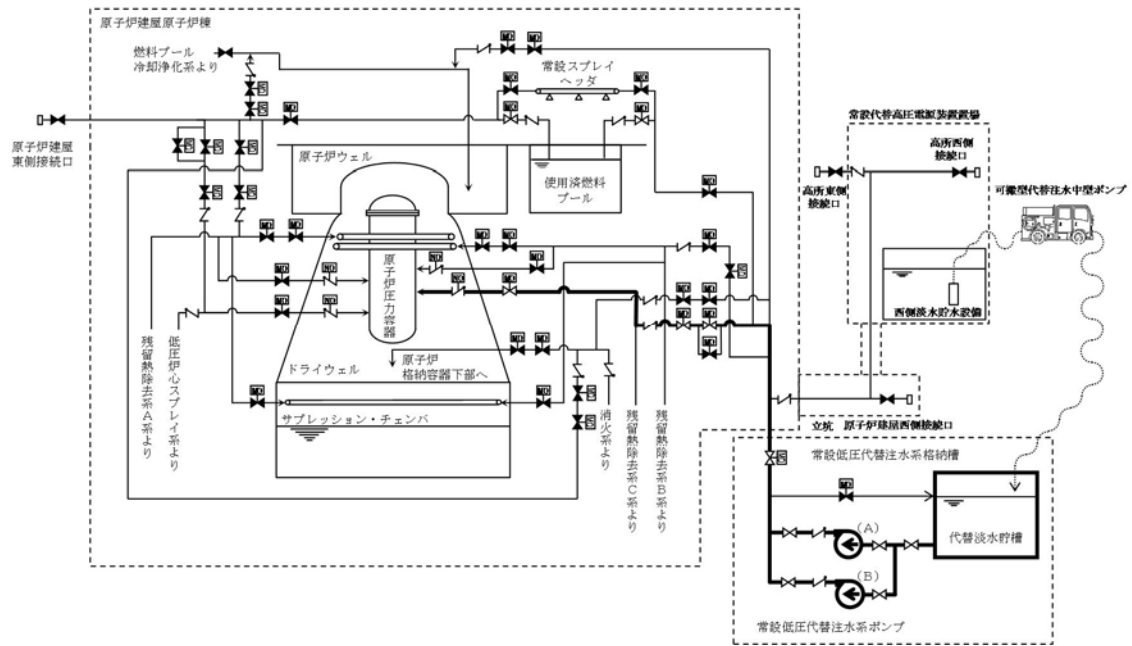 原子炉建屋原子炉棟
燃料プール
冷却浄化系より
常設スプレイ
ヘッダ
原子炉建屋
東側接続口
原子炉ウェル
使用済燃料
プール
原子炉圧力容器
ドライウェル
原子炉
格納容器下部へ
サプレッション・チェンバ
残留熱除去系A系より
低圧炉心スプレイ系より
消火系より
残留熱除去系C系より
残留熱除去系B系より
常設代替高圧電源装置置場
高所西側
接続口
高所東側
接続口
可搬型代替注水中型ポンプ
西側淡水貯水設備
立坑
原子炉建屋西側接続口
常設低圧代替注水系格納槽
代替淡水貯槽
(A)
(B)
常設低圧代替注水系ポンプ